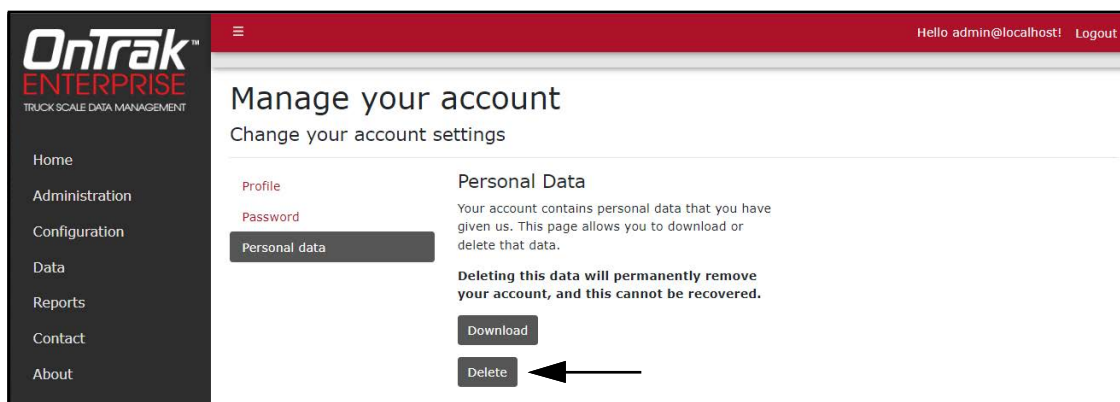 OnTrak™
ENTERPRISE
TRUCK SCALE DATA MANAGEMENT
☰
Hello admin@localhost! Logout
Home
Administration
Configuration
Data
Reports
Contact
About
Manage your account
Change your account settings
Profile
Password
Personal data
Personal Data
Your account contains personal data that you have
given us. This page allows you to download or
delete that data.
Deleting this data will permanently remove
your account, and this cannot be recovered.
Download
Delete